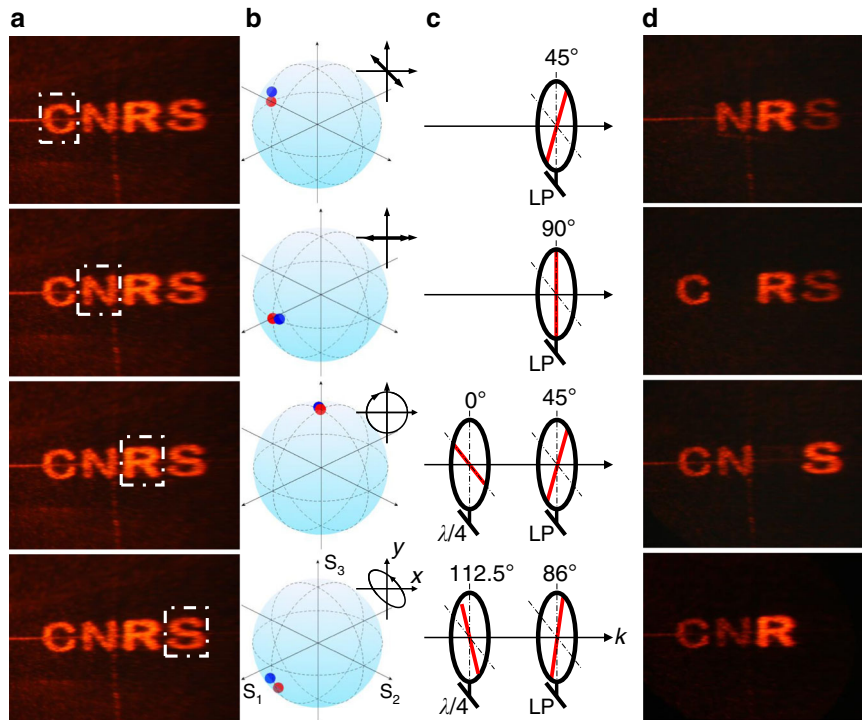 a b c d
CNRS 45° NRS
LP
CNRS 90° C RS
LP
CNRS 0° 45° CN S
λ/4 LP
CNRS S₃ y x 112.5° 86° k CNR
S₁ S₂ λ/4 LP